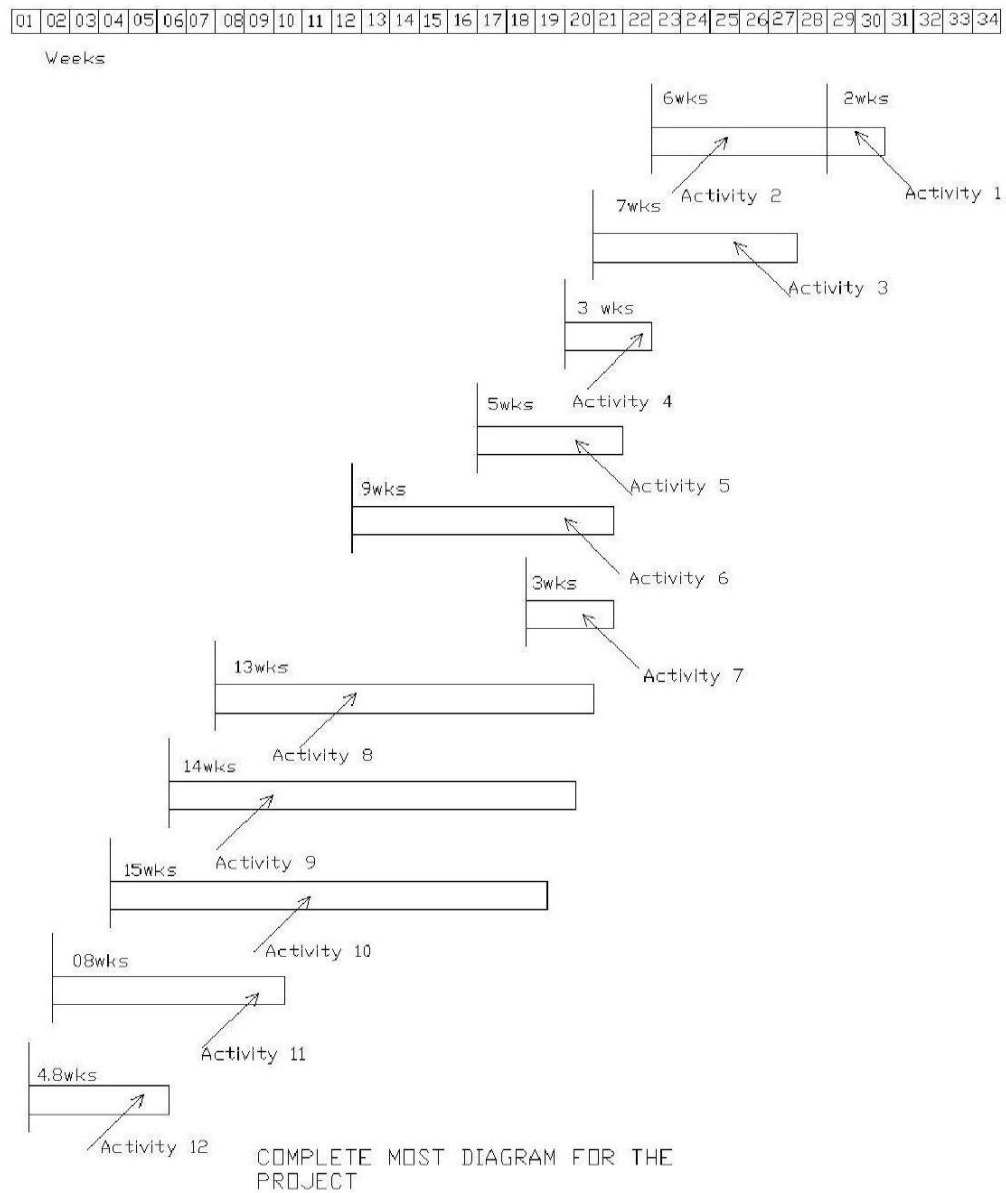 01 02 03 04 05 06 07 08 09 10 11 12 13 14 15 16 17 18 19 20 21 22 23 24 25 26 27 28 29 30 31 32 33 34
Weeks
6wks 2wks
Activity 2 Activity 1
7wks
Activity 3
3 wks
Activity 4
5wks
Activity 5
9wks
Activity 6
3wks
Activity 7
13wks
Activity 8
14wks
Activity 9
15wks
Activity 10
08wks
Activity 11
4.8wks
Activity 12
COMPLETE MOST DIAGRAM FOR THE
PROJECT